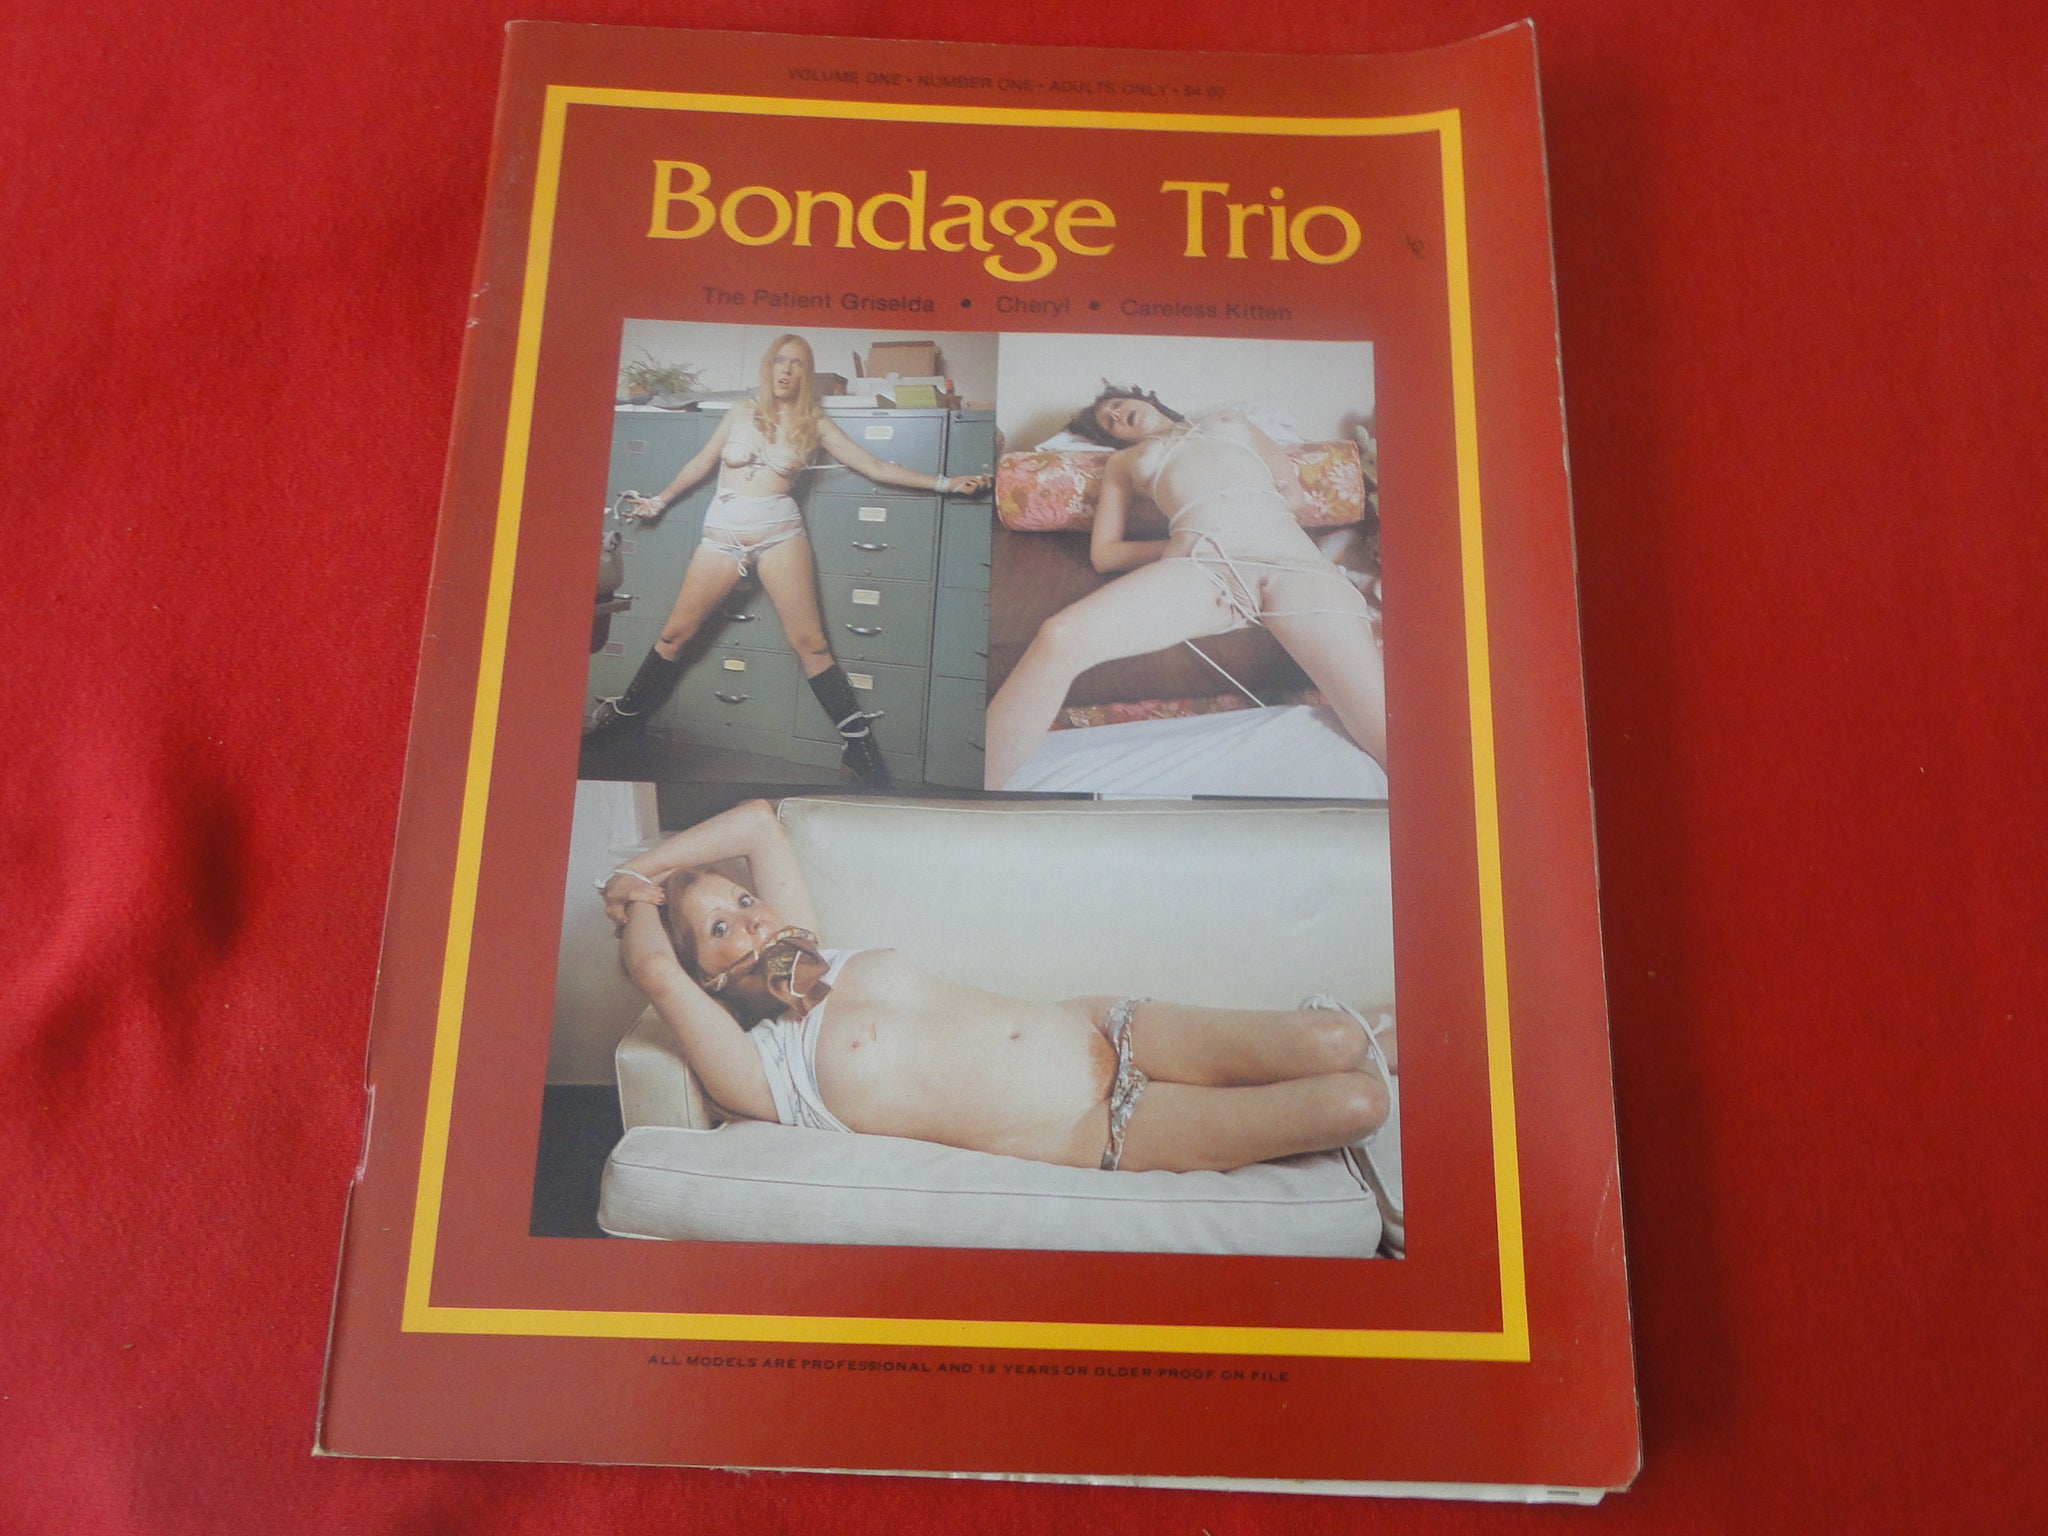 VOLUME ONE • NUMBER ONE • ADULTS ONLY • $4.00
Bondage Trio
The Patient Griselda • Cheryl • Careless Kitten
ALL MODELS ARE PROFESSIONAL AND 18 YEARS OR OLDER-PROOF ON FILE